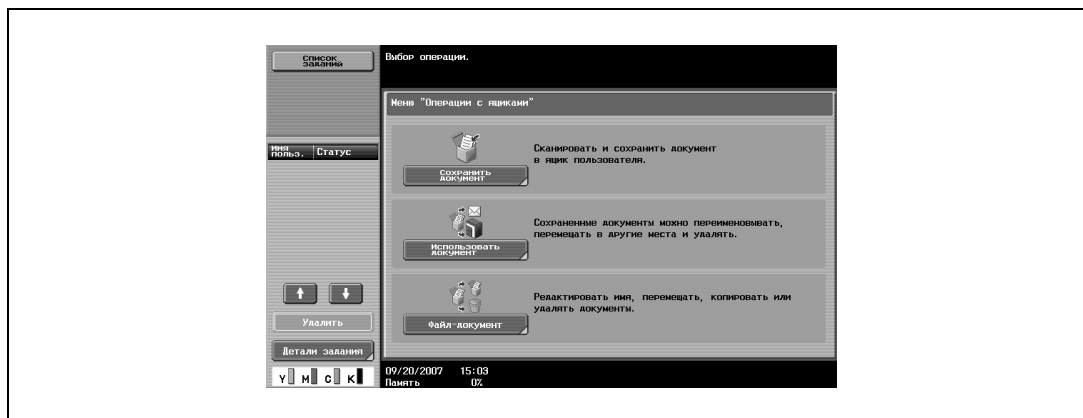 Список
заданий
Выбор операции.
Меню "Операции с ящиками"
Имя
польз.
Статус
Сканировать и сохранить документ
в ящик пользователя.
Сохранить
документ
Сохраненные документы можно переименовывать,
перемещать в другие места и удалять.
Использовать
документ
Редактировать имя, перемещать, копировать или
удалять документы.
Файл-документ
Удалить
Детали задания
Y M C K
09/20/2007 15:03
Память 0%